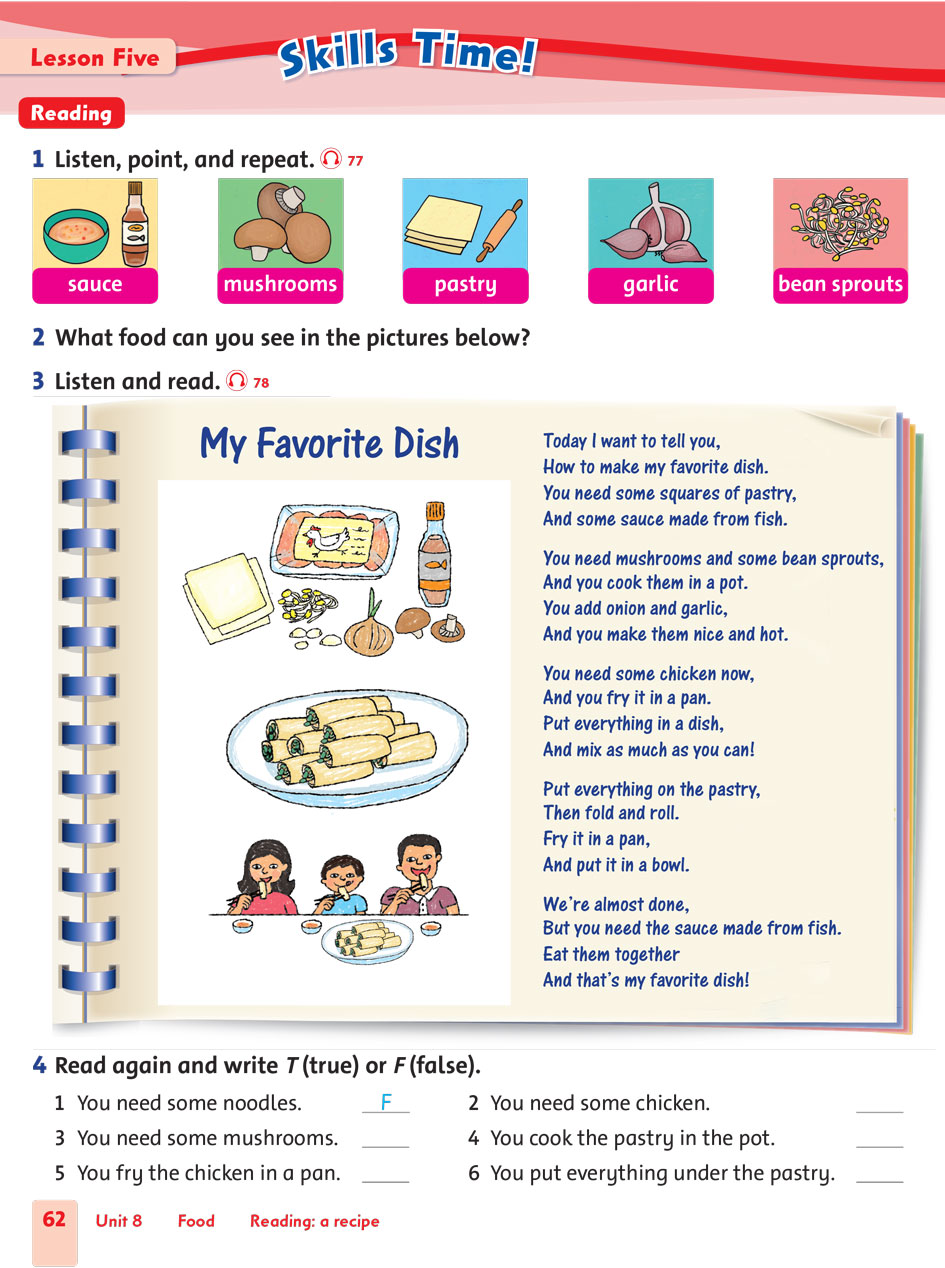 Lesson Five
Skills Time!
Reading
1 Listen, point, and repeat. 77
sauce
mushrooms
pastry
garlic
bean sprouts
2 What food can you see in the pictures below?
3 Listen and read. 78
My Favorite Dish
Today I want to tell you,
How to make my favorite dish.
You need some squares of pastry,
And some sauce made from fish.
You need mushrooms and some bean sprouts,
And you cook them in a pot.
You add onion and garlic,
And you make them nice and hot.
You need some chicken now,
And you fry it in a pan.
Put everything in a dish,
And mix as much as you can!
Put everything on the pastry,
Then fold and roll.
Fry it in a pan,
And put it in a bowl.
We're almost done,
But you need the sauce made from fish.
Eat them together
And that's my favorite dish!
4 Read again and write T (true) or F (false).
1 You need some noodles. F
2 You need some chicken.
3 You need some mushrooms.
4 You cook the pastry in the pot.
5 You fry the chicken in a pan.
6 You put everything under the pastry.
62 Unit 8 Food Reading: a recipe